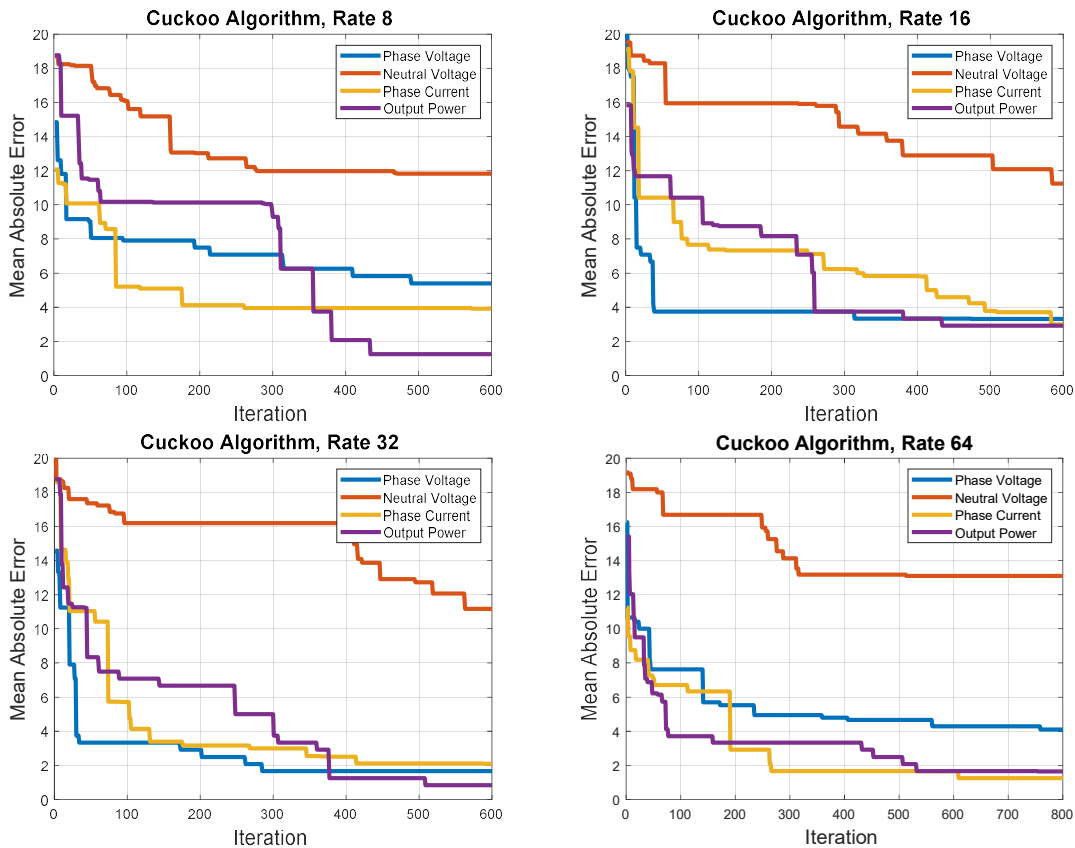 Cuckoo Algorithm, Rate 8
20
18
16
14
12
10
8
6
4
2
0
Mean Absolute Error
Phase Voltage
Neutral Voltage
Phase Current
Output Power
0 100 200 300 400 500 600
Iteration
Cuckoo Algorithm, Rate 16
20
18
16
14
12
10
8
6
4
2
0
Mean Absolute Error
Phase Voltage
Neutral Voltage
Phase Current
Output Power
0 100 200 300 400 500 600
Iteration
Cuckoo Algorithm, Rate 32
20
18
16
14
12
10
8
6
4
2
0
Mean Absolute Error
Phase Voltage
Neutral Voltage
Phase Current
Output Power
0 100 200 300 400 500 600
Iteration
Cuckoo Algorithm, Rate 64
20
18
16
14
12
10
8
6
4
2
0
Mean Absolute Error
Phase Voltage
Neutral Voltage
Phase Current
Output Power
0 100 200 300 400 500 600 700 800
Iteration